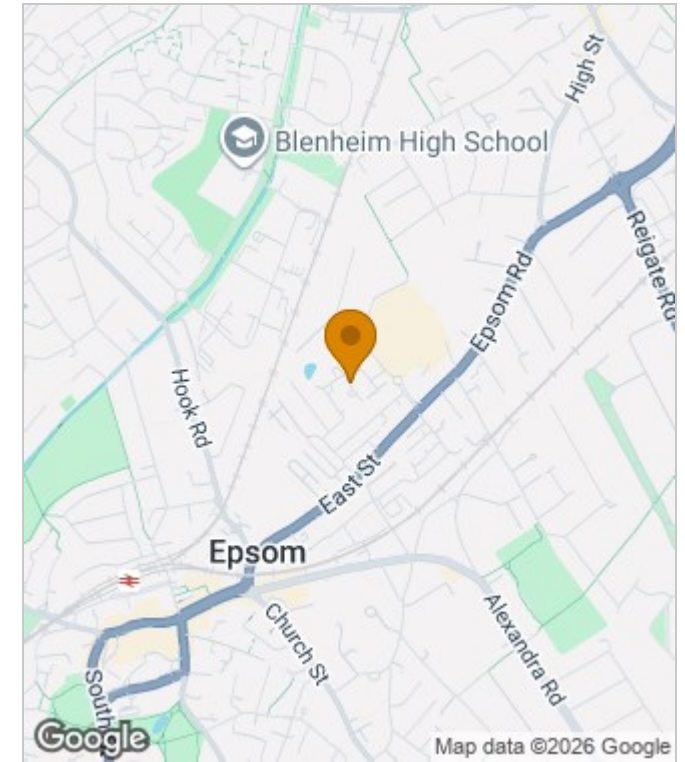 High St
Blenheim High School
Epsom Rd
Reigate Rd
Hook Rd
East St
Epsom
Church St
Alexandra Rd
South
Google
Map data ©2026 Google